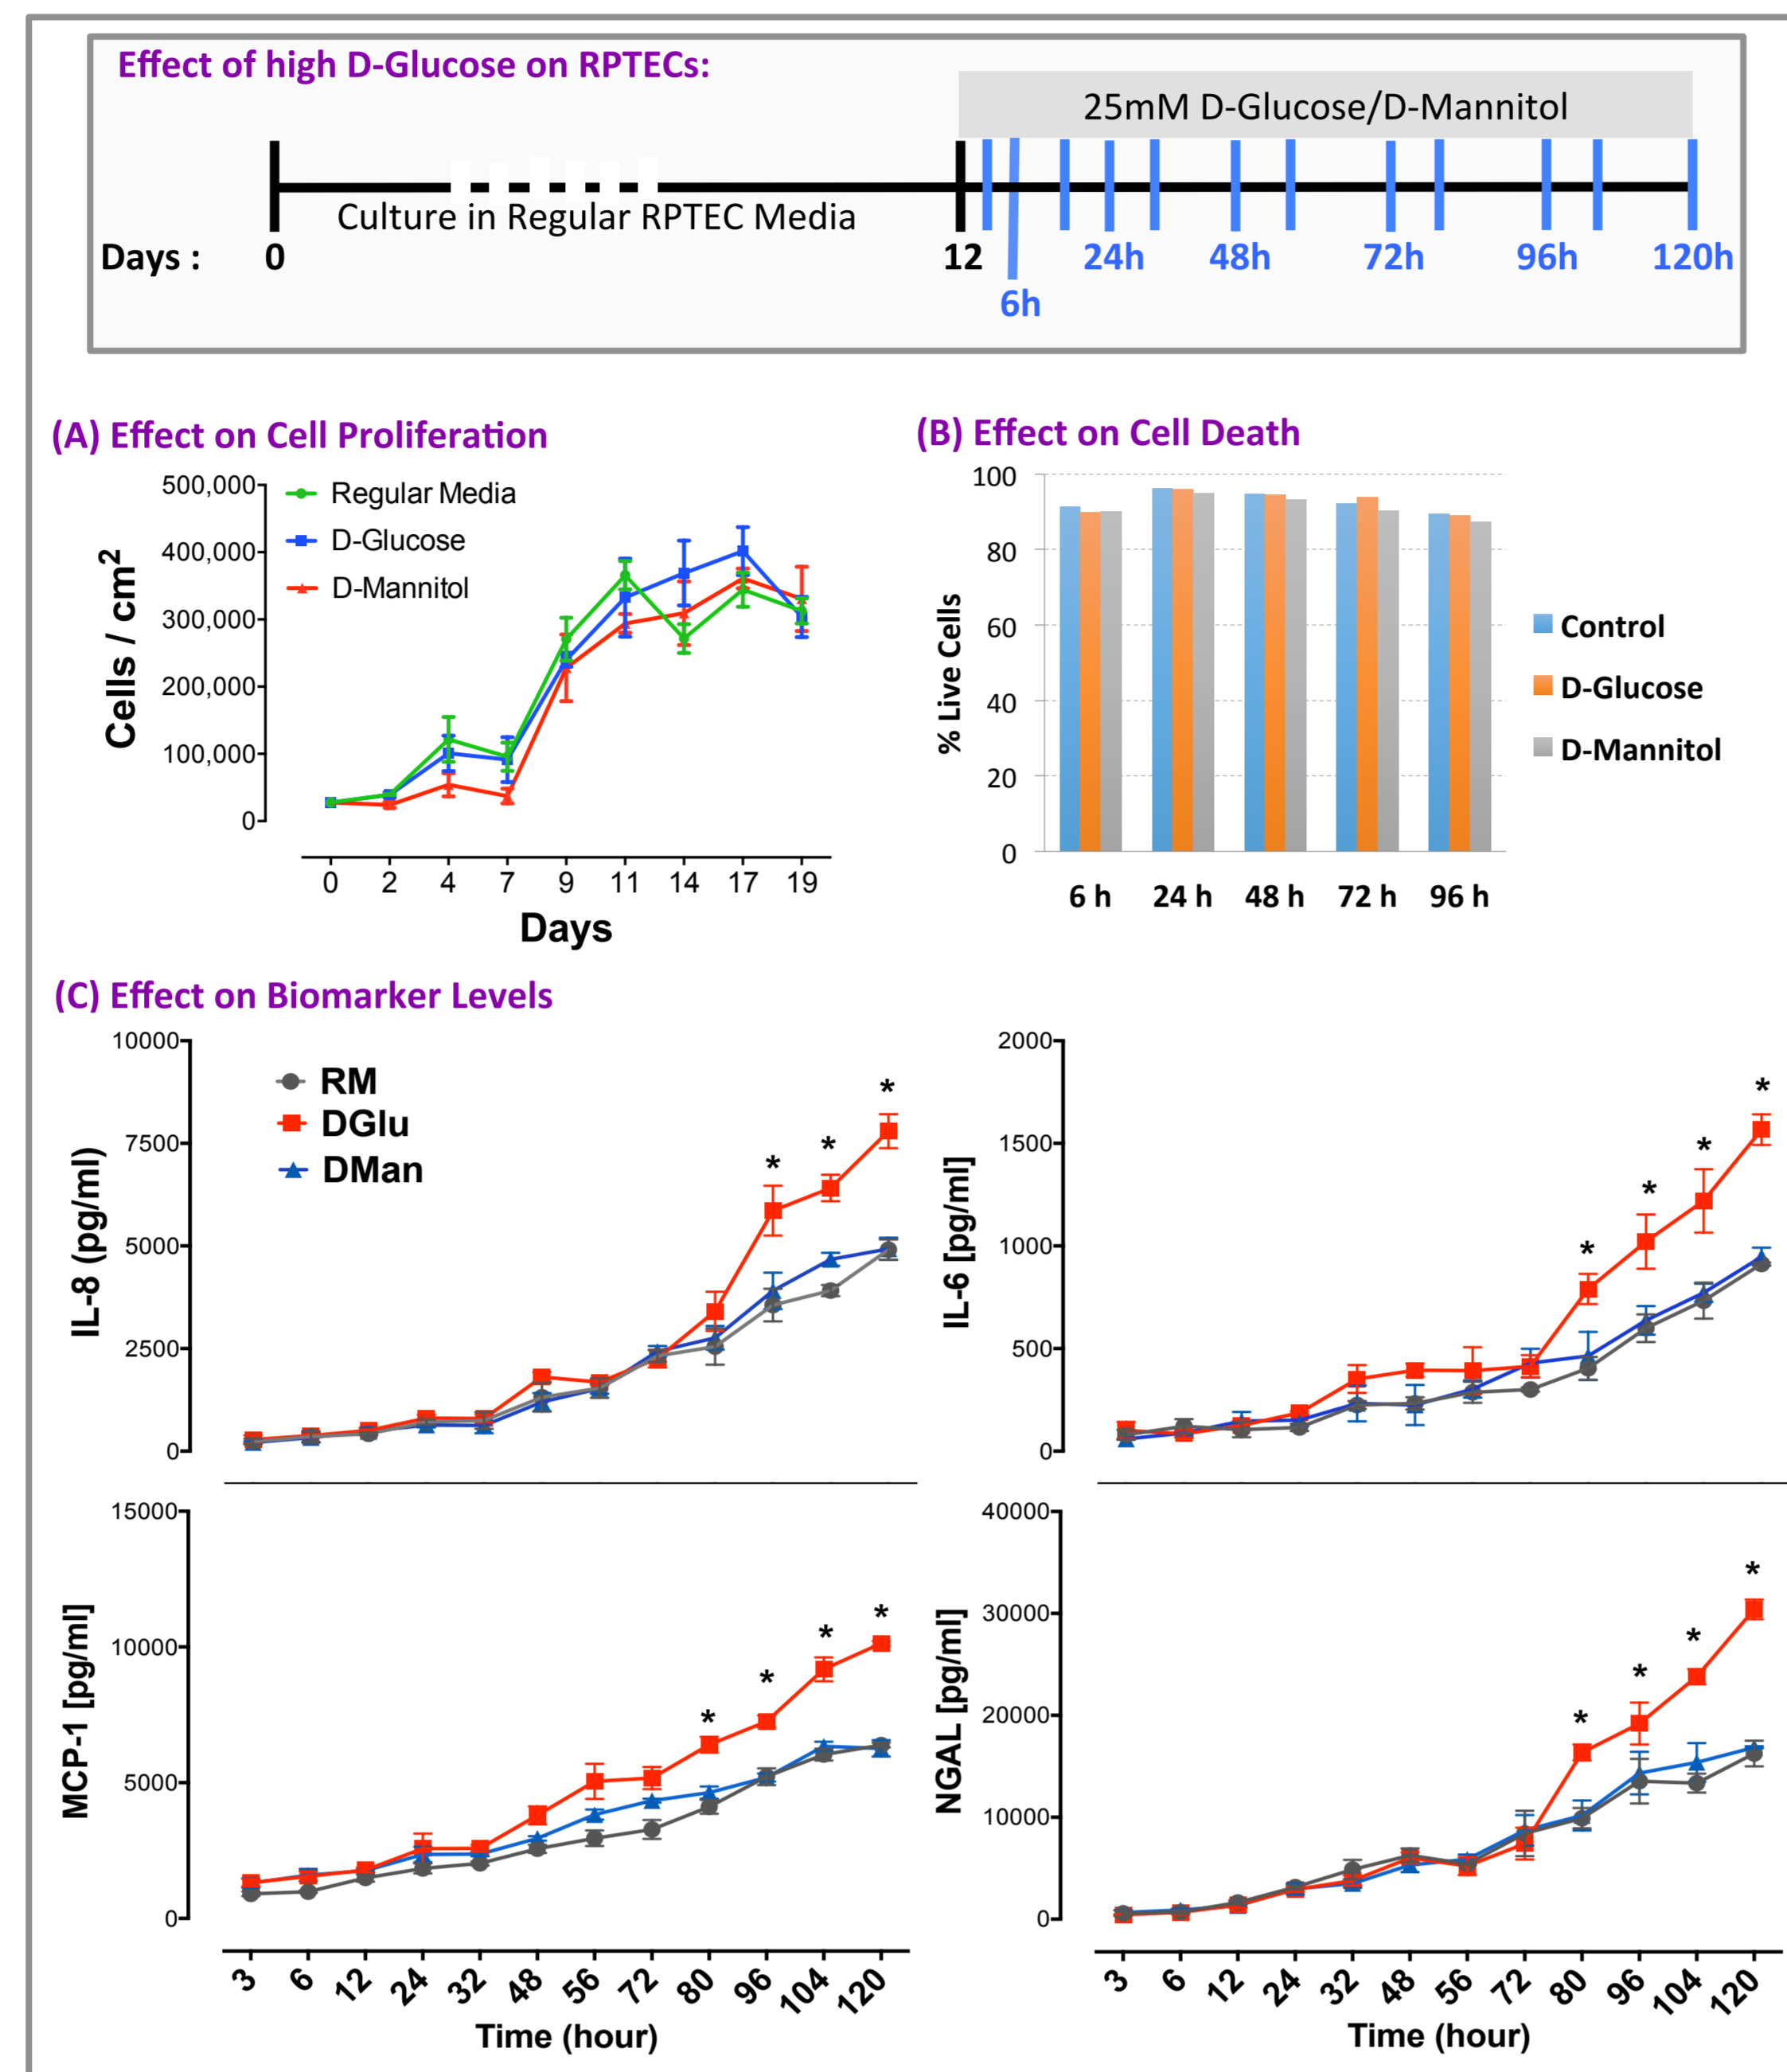 Effect of high D-Glucose on RPTECs:
25mM D-Glucose/D-Mannitol
Culture in Regular RPTEC Media
Days : 0 12 24h 48h 72h 96h 120h
6h
(A) Effect on Cell Proliferation
500,000
400,000
300,000
200,000
100,000
0
Cells / cm²
Regular Media
D-Glucose
D-Mannitol
0 2 4 7 9 11 14 17 19
Days
(B) Effect on Cell Death
100
80
60
40
20
0
% Live Cells
6 h 24 h 48 h 72 h 96 h
Control
D-Glucose
D-Mannitol
(C) Effect on Biomarker Levels
10000
7500
5000
2500
0
IL-8 (pg/ml)
RM
DGlu
DMan
* * * *
2000
1500
1000
500
0
IL-6 [pg/ml]
* * * *
15000
10000
5000
0
MCP-1 [pg/ml]
* * * *
3 6 12 24 32 48 56 72 80 96 104 120
Time (hour)
40000
30000
20000
10000
0
NGAL [pg/ml]
* * * *
3 6 12 24 32 48 56 72 80 96 104 120
Time (hour)